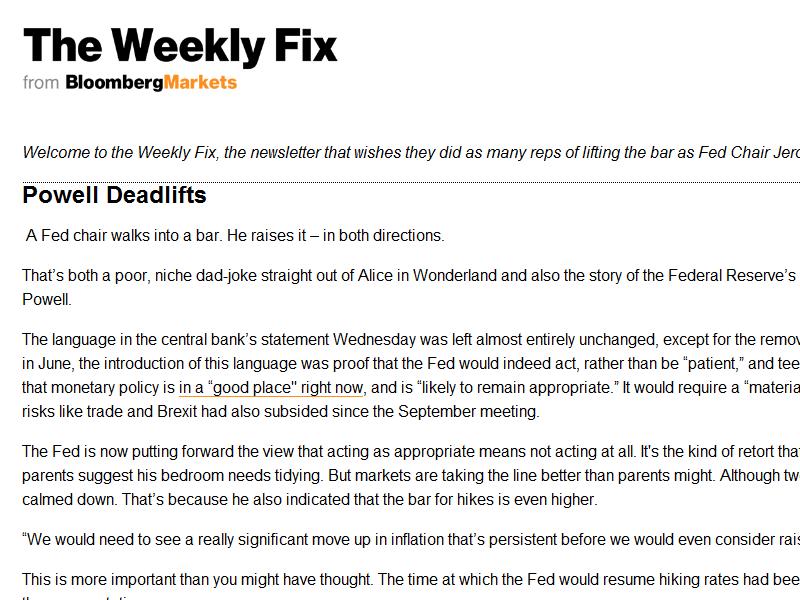 The Weekly Fix
from BloombergMarkets
Welcome to the Weekly Fix, the newsletter that wishes they did as many reps of lifting the bar as Fed Chair
Powell Deadlifts
A Fed chair walks into a bar. He raises it – in both directions.
That’s both a poor, niche dad-joke straight out of Alice in Wonderland and also the story of the Federal Reserve’s
Powell.
The language in the central bank’s statement Wednesday was left almost entirely unchanged, except for the
in June, the introduction of this language was proof that the Fed would indeed act, rather than be “patient,” and
that monetary policy is in a “good place" right now, and is “likely to remain appropriate.” It would require a
risks like trade and Brexit had also subsided since the September meeting.
The Fed is now putting forward the view that acting as appropriate means not acting at all. It's the kind of retort
parents suggest his bedroom needs tidying. But markets are taking the line better than parents might. Although
calmed down. That’s because he also indicated that the bar for hikes is even higher.
“We would need to see a really significant move up in inflation that’s persistent before we would even consider
This is more important than you might have thought. The time at which the Fed would resume hiking rates had